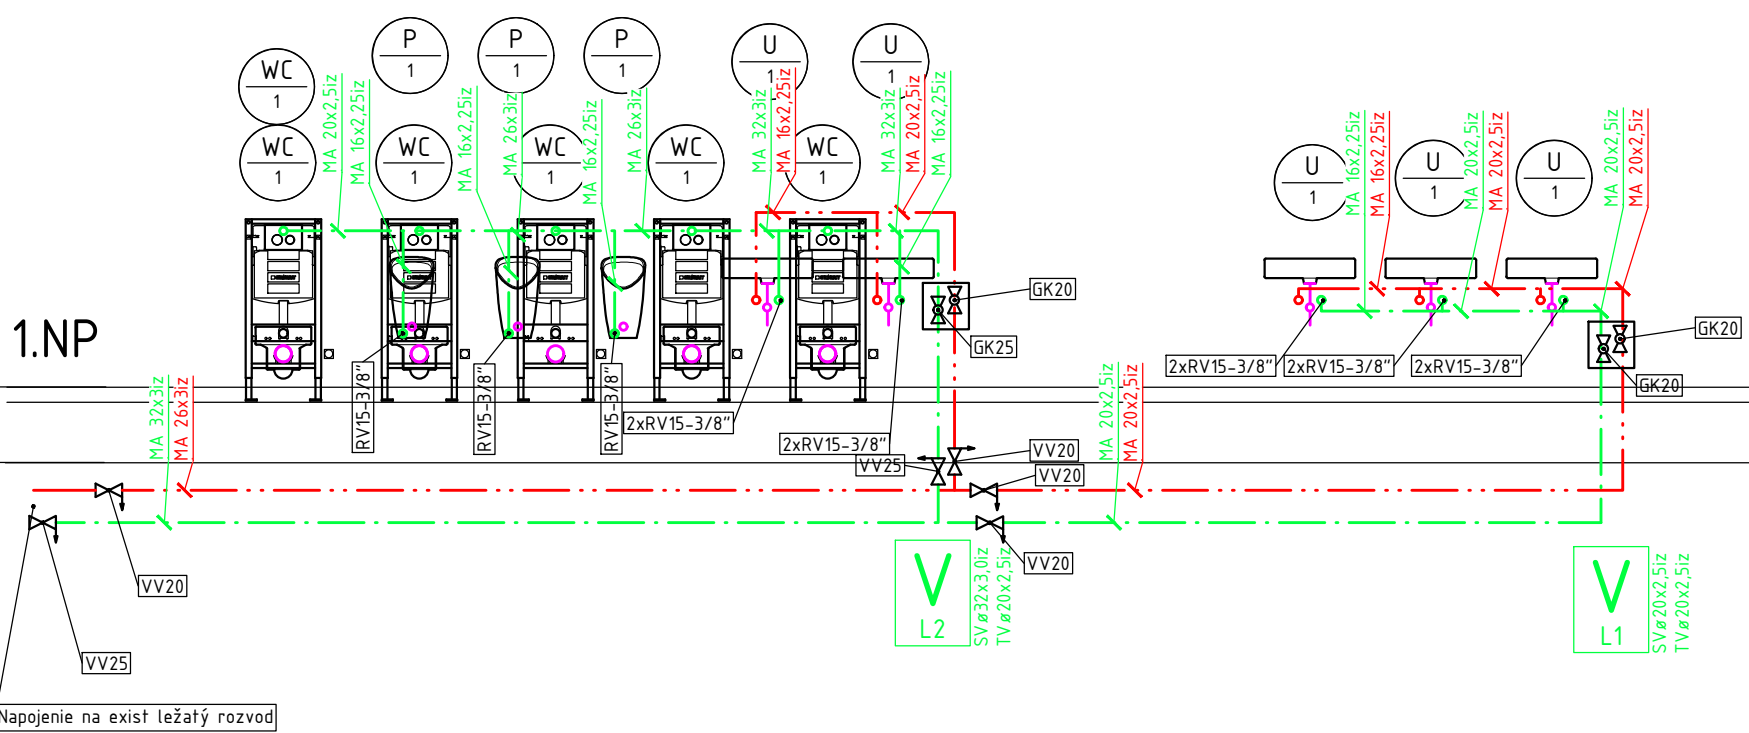 P
1
P
1
P
1
U
1
U
1
WC
1
WC
1
WC
1
WC
1
WC
1
WC
1
MA 20x2,5iz
MA 16x2,25iz
MA 16x2,25iz
MA 26x3iz
MA 16x2,25iz
MA 26x3iz
MA 32x3iz
MA 16x2,25iz
MA 32x3iz
MA 20x2,5iz
MA 16x2,25iz
U
1
U
1
U
1
MA 16x2,25iz
MA 16x2,25iz
MA 20x2,5iz
MA 20x2,5iz
MA 20x2,5iz
MA 20x2,5iz
GK20
GK25
GK20
GK20
1.NP
2xRV15-3/8"
2xRV15-3/8"
2xRV15-3/8"
RV15-3/8"
RV15-3/8"
RV15-3/8"
2xRV15-3/8"
2xRV15-3/8"
MA 32x3iz
MA 26x3iz
MA 20x2,5iz
MA 20x2,5iz
VV25
VV20
VV20
VV20
VV20
VV25
V
L2
SVø32x3,0iz
TVø20x2,5iz
V
L1
SVø20x2,5iz
TVø20x2,5iz
Napojenie na exist ležatý rozvod